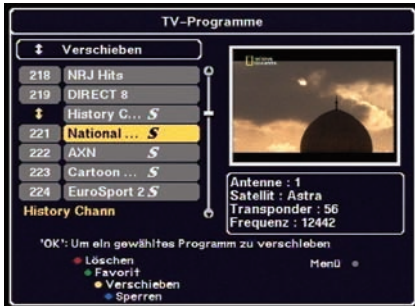 TV-Programme
Verschieben
218 NRJ Hits
219 DIRECT 8
History C... S
221 National ... S
222 AXN S
223 Cartoon ... S
224 EuroSport 2 S
History Chann
NATIONAL GEOGRAPHIC
Antenne : 1
Satellit : Astra
Transponder : 56
Frequenz : 12442
'OK': Um ein gewähltes Programm zu verschieben
Löschen
Favorit
Verschieben
Sperren
Menü